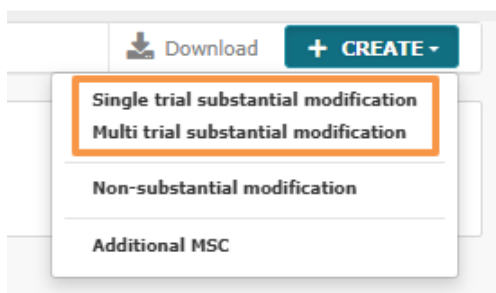 Download + CREATE
Single trial substantial modification
Multi trial substantial modification
Non-substantial modification
Additional MSC